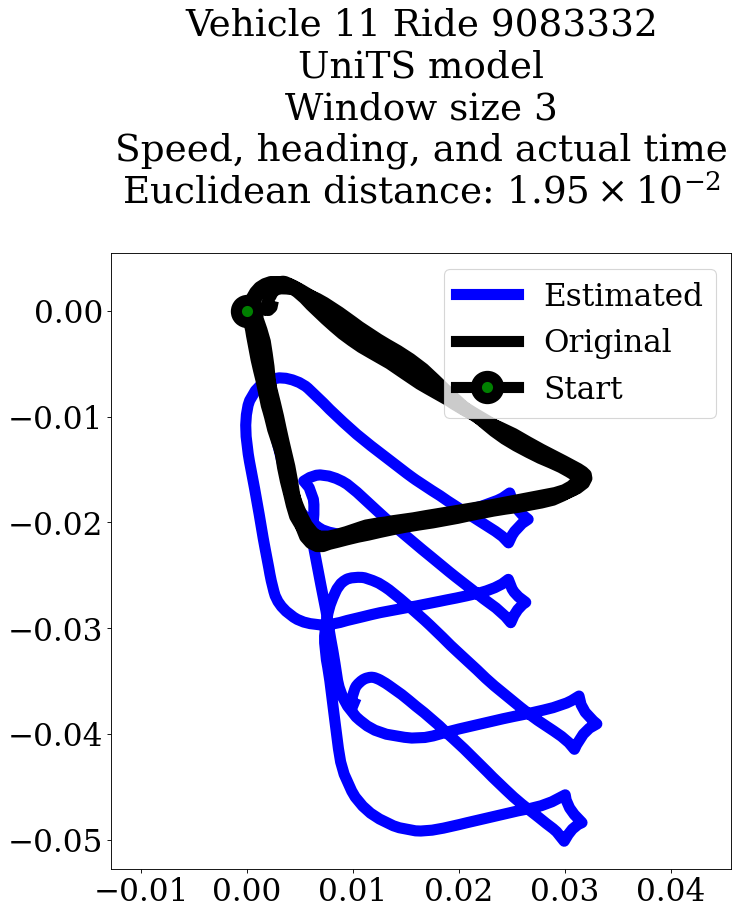 Vehicle 11 Ride 9083332
UniTS model
Window size 3
Speed, heading, and actual time
Euclidean distance: 1.95 × 10⁻²
Estimated
Original
Start
0.00
−0.01
−0.02
−0.03
−0.04
−0.05
−0.01 0.00 0.01 0.02 0.03 0.04